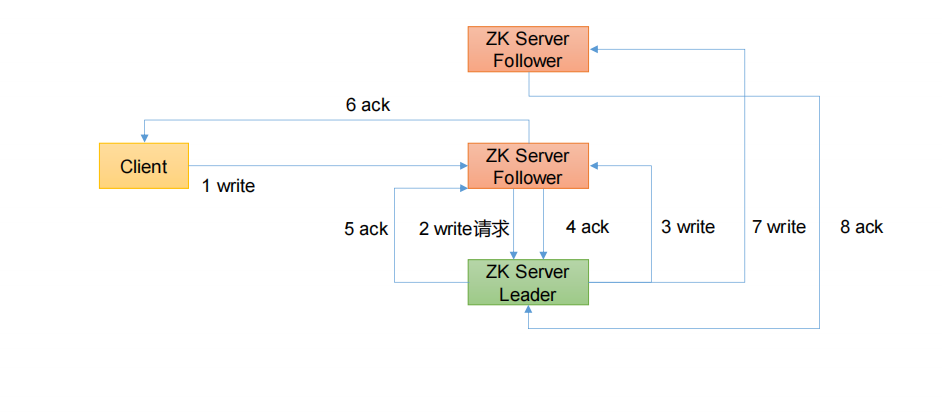 ZK Server
Follower
6 ack
Client
1 write
ZK Server
Follower
5 ack
2 write请求
4 ack
3 write
7 write
8 ack
ZK Server
Leader